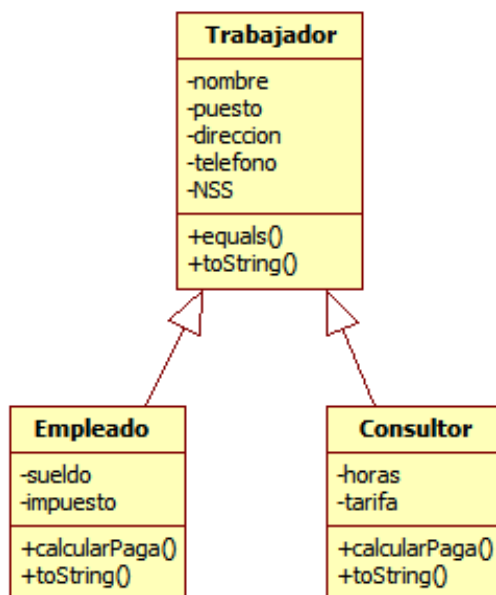 Trabajador
-nombre
-puesto
-direccion
-telefono
-NSS
+equals()
+toString()
Empleado
-sueldo
-impuesto
+calcularPaga()
+toString()
Consultor
-horas
-tarifa
+calcularPaga()
+toString()